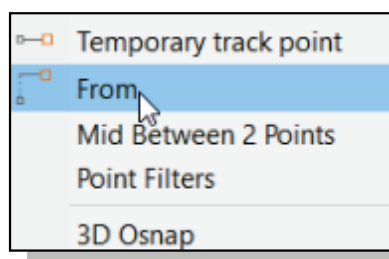 Temporary track point
From
Mid Between 2 Points
Point Filters
3D Osnap